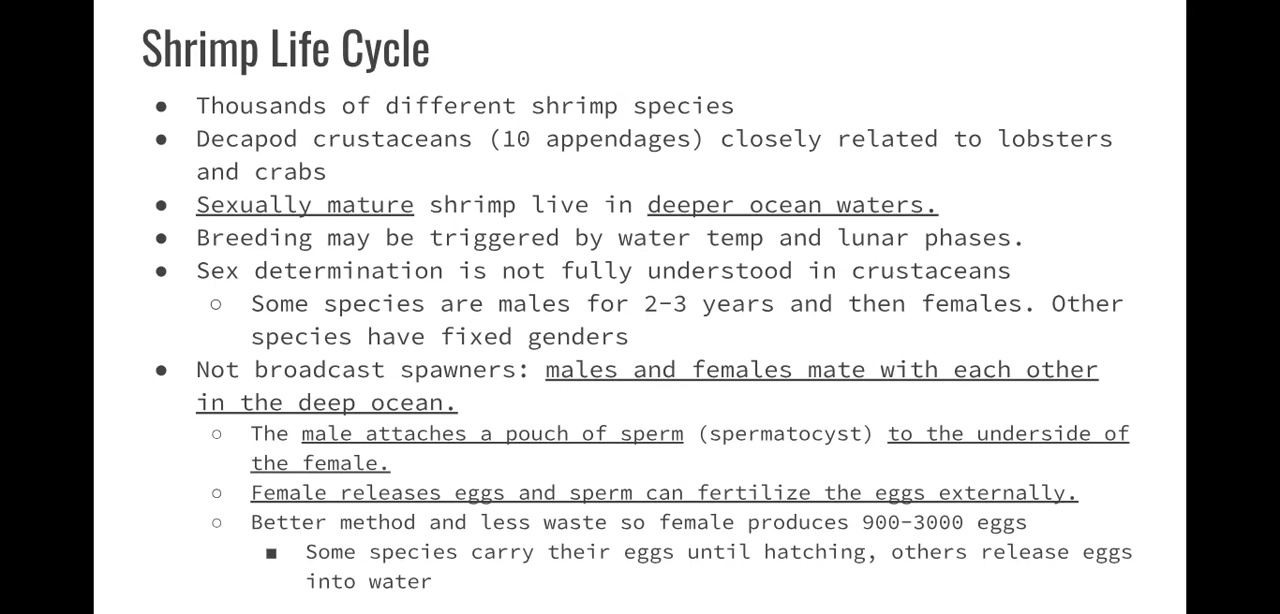 Shrimp Life Cycle
● Thousands of different shrimp species
● Decapod crustaceans (10 appendages) closely related to lobsters
and crabs
● Sexually mature shrimp live in deeper ocean waters.
● Breeding may be triggered by water temp and lunar phases.
● Sex determination is not fully understood in crustaceans
○ Some species are males for 2-3 years and then females. Other
species have fixed genders
● Not broadcast spawners: males and females mate with each other
in the deep ocean.
○ The male attaches a pouch of sperm (spermatocyst) to the underside of
the female.
○ Female releases eggs and sperm can fertilize the eggs externally.
○ Better method and less waste so female produces 900-3000 eggs
■ Some species carry their eggs until hatching, others release eggs
into water